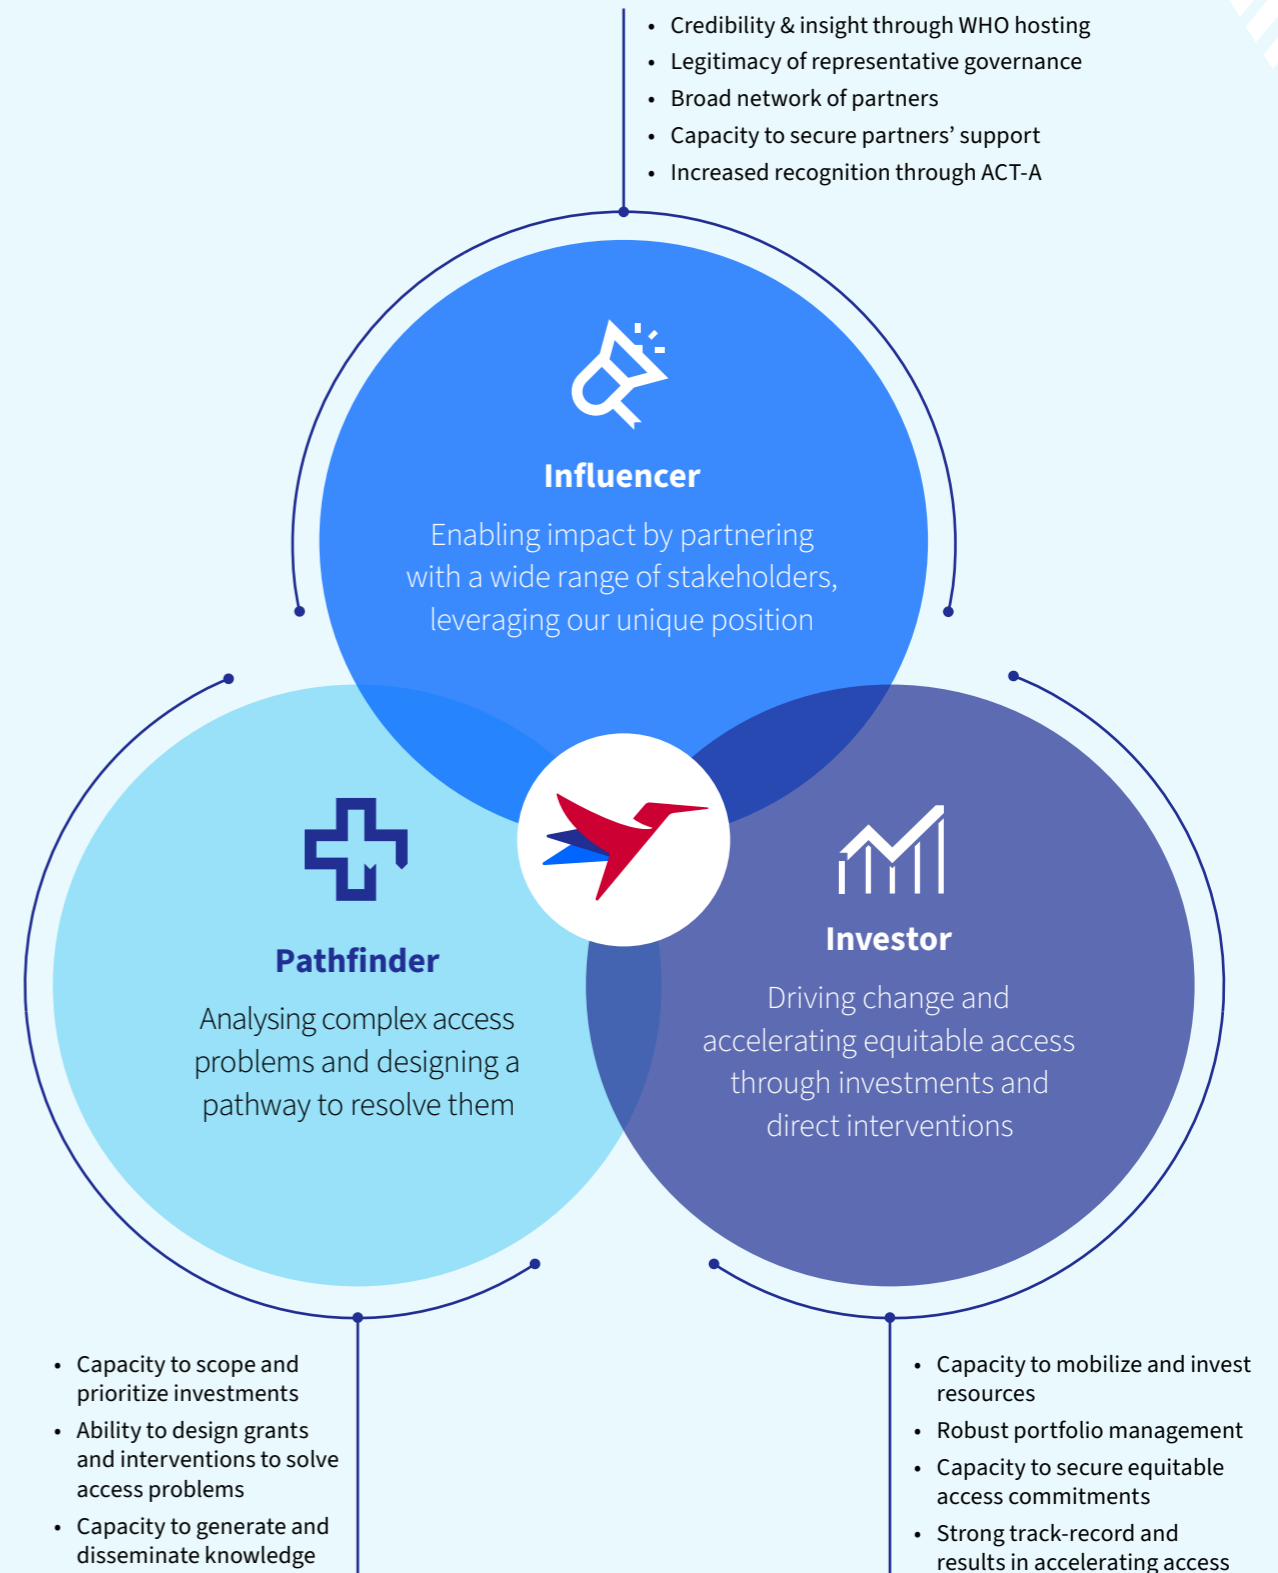 • Credibility & insight through WHO hosting
• Legitimacy of representative governance
• Broad network of partners
• Capacity to secure partners’ support
• Increased recognition through ACT-A
Influencer
Enabling impact by partnering
with a wide range of stakeholders,
leveraging our unique position
Pathfinder
Analysing complex access
problems and designing a
pathway to resolve them
Investor
Driving change and
accelerating equitable access
through investments and
direct interventions
• Capacity to scope and
prioritize investments
• Ability to design grants
and interventions to solve
access problems
• Capacity to generate and
disseminate knowledge
• Capacity to mobilize and invest
resources
• Robust portfolio management
• Capacity to secure equitable
access commitments
• Strong track-record and
results in accelerating access